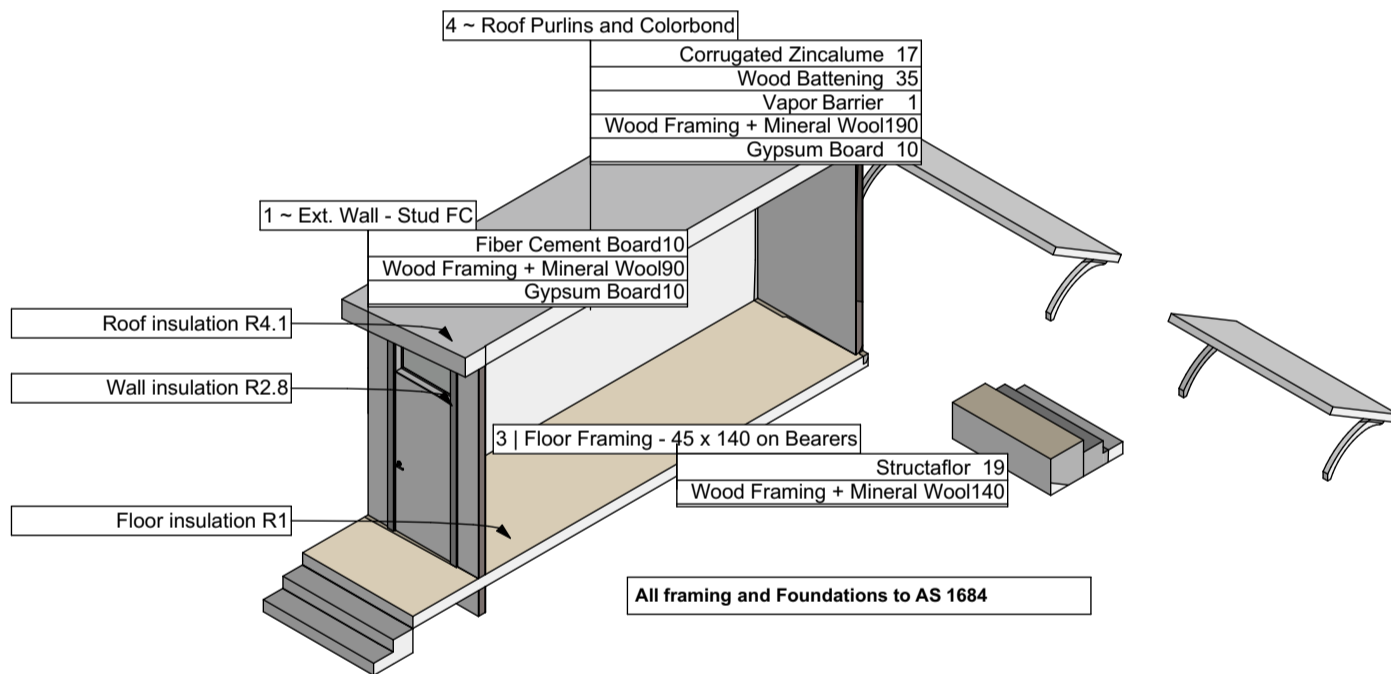 4 ~ Roof Purlins and Colorbond
Corrugated Zincalume 17
Wood Battening 35
Vapor Barrier 1
Wood Framing + Mineral Wool190
Gypsum Board 10
1 ~ Ext. Wall - Stud FC
Fiber Cement Board10
Wood Framing + Mineral Wool90
Gypsum Board10
Roof insulation R4.1
Wall insulation R2.8
3 | Floor Framing - 45 x 140 on Bearers
Structaflor 19
Wood Framing + Mineral Wool140
Floor insulation R1
All framing and Foundations to AS 1684